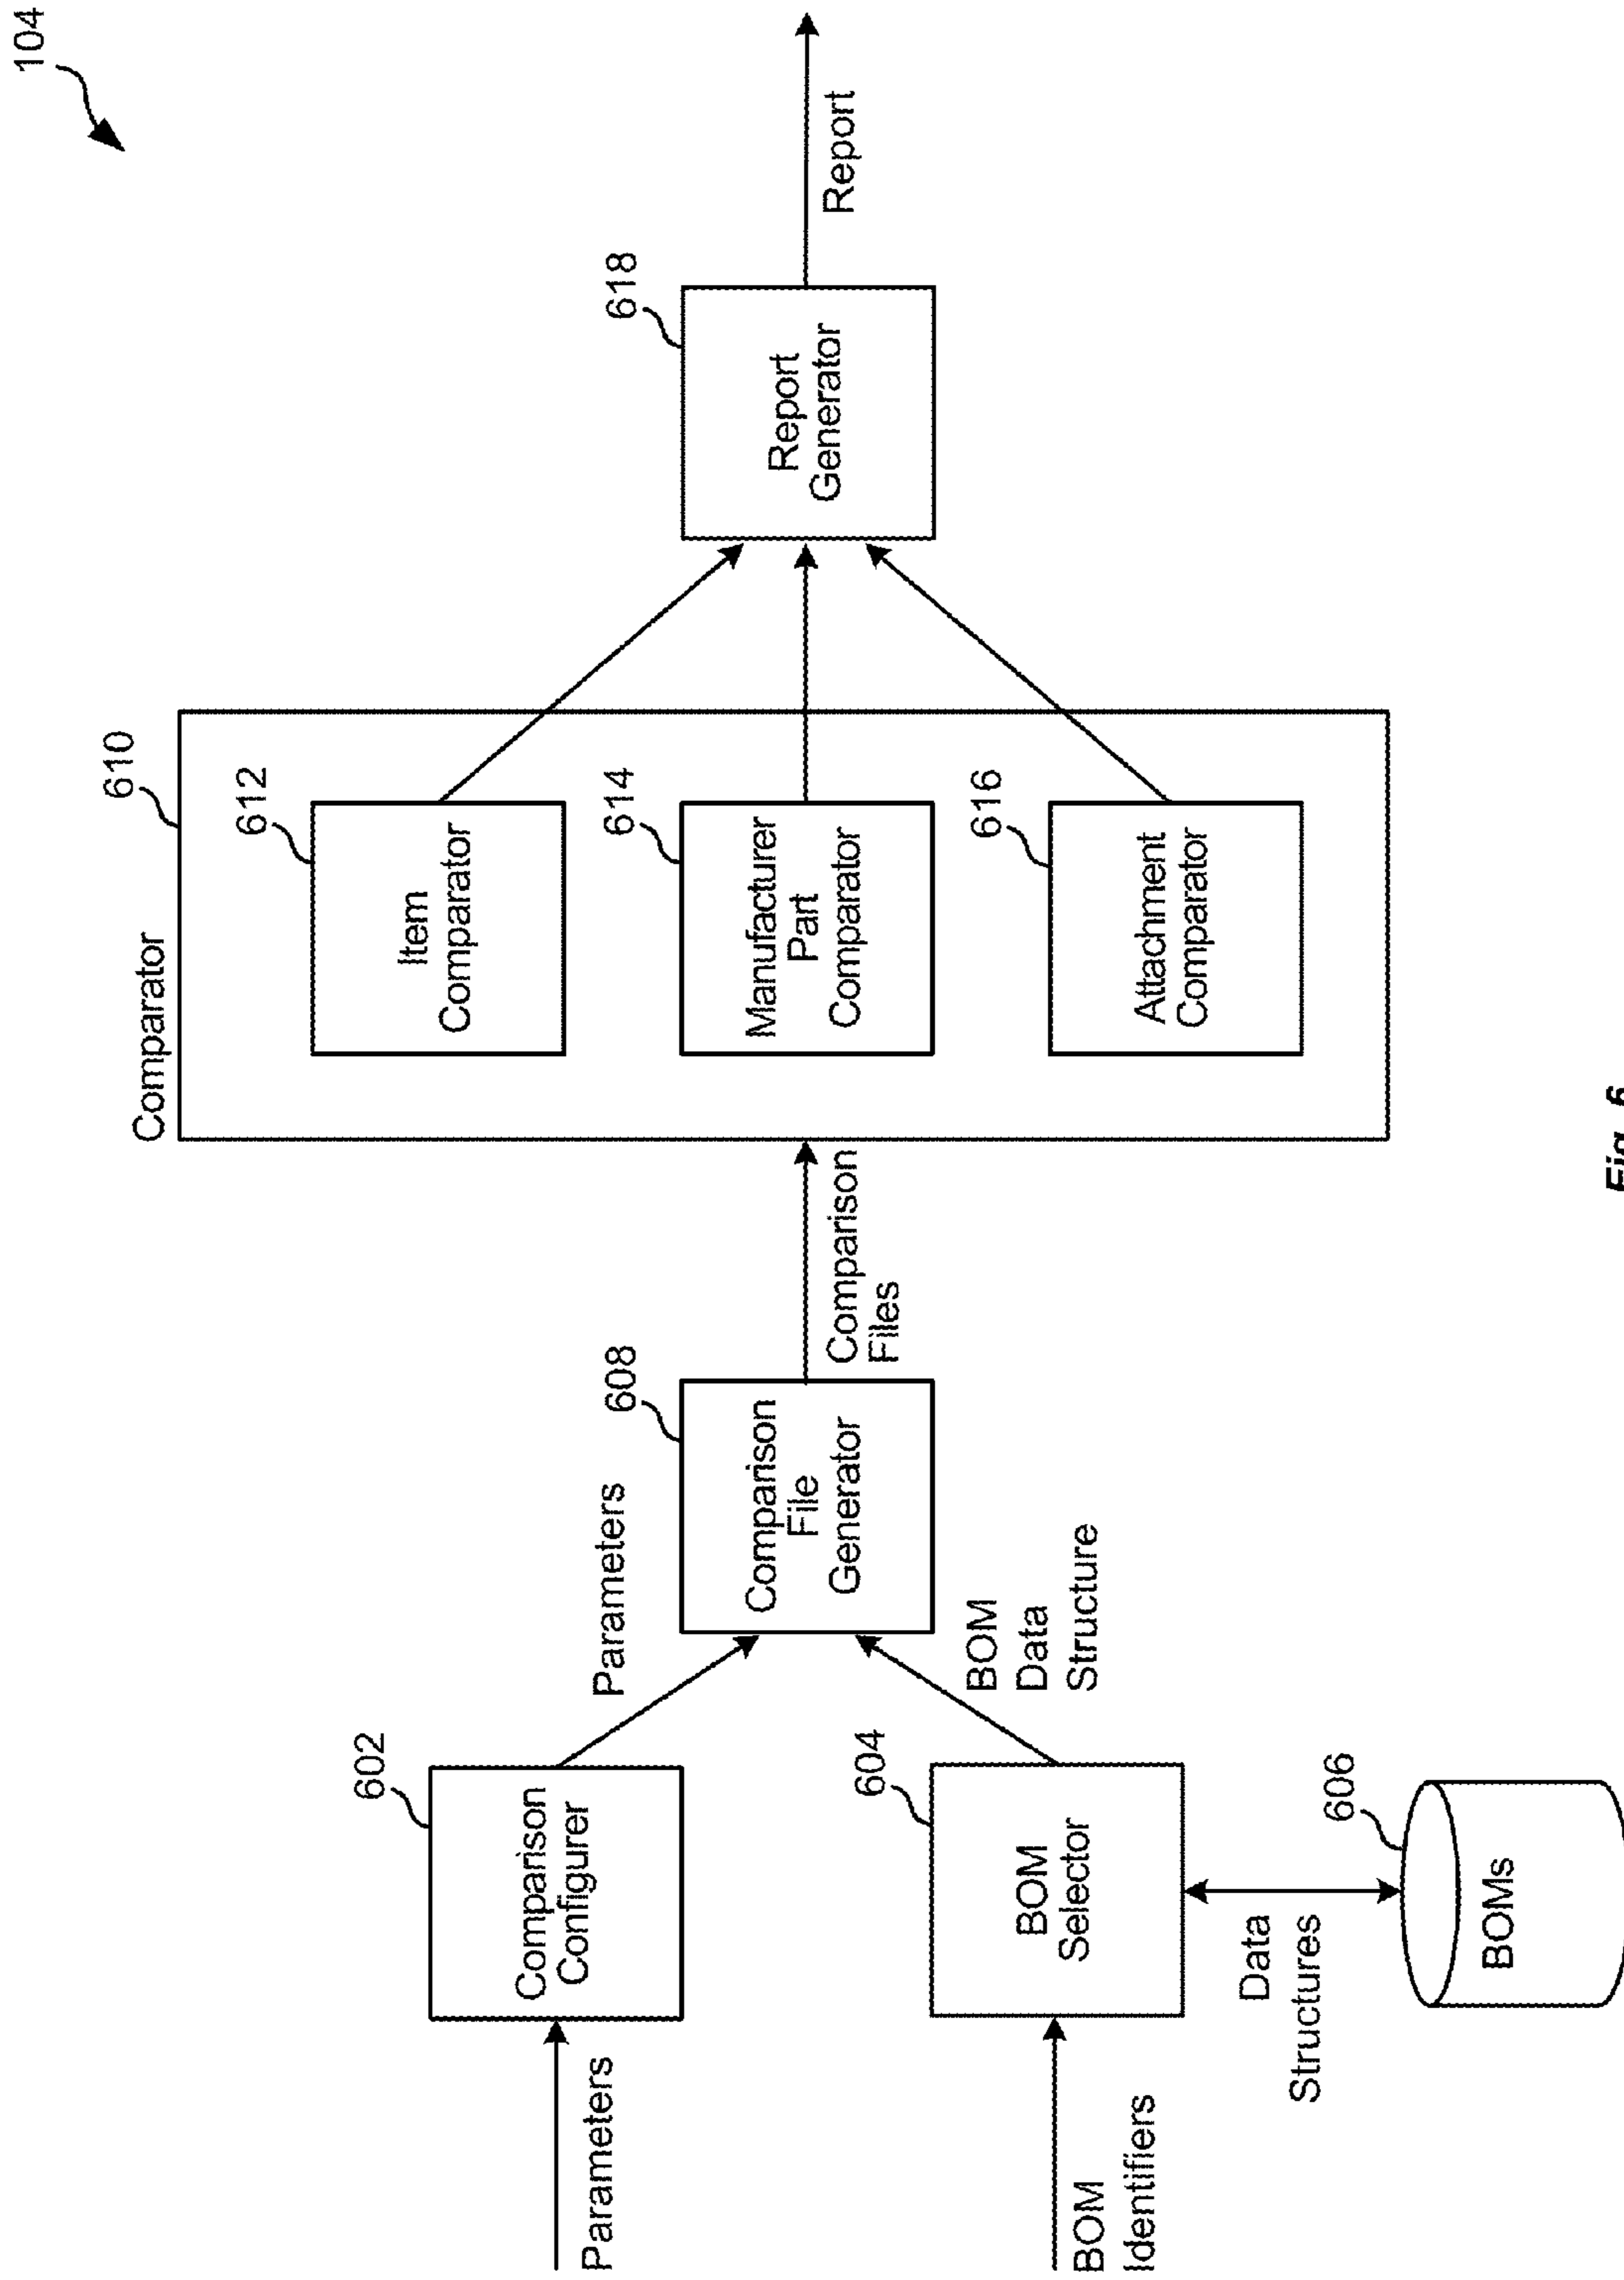 104
Parameters
Comparison
Configurer
602
Parameters
BOM
Identifiers
BOM
Selector
604
BOM
Data
Structure
Data
Structures
BOMs
606
Comparison
File
Generator
608
Comparison
Files
Comparator
610
Item
Comparator
612
Manufacturer
Part
Comparator
614
Attachment
Comparator
616
Report
Generator
618
Report
Fig. 6